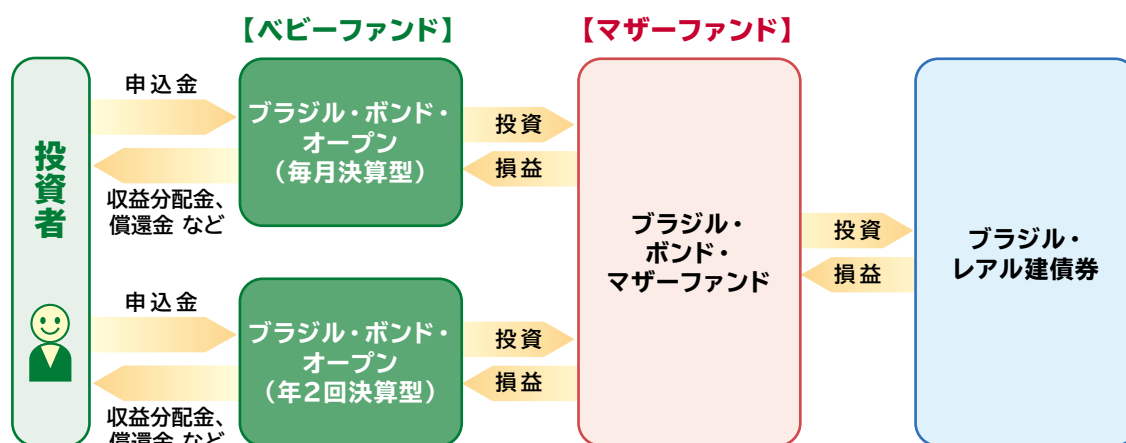 【ベビーファンド】
【マザーファンド】
投資者
申込金
収益分配金、
償還金 など
ブラジル・ボンド・
オープン
（毎月決算型）
投資
損益
申込金
収益分配金、
償還金 など
ブラジル・ボンド・
オープン
（年2回決算型）
投資
損益
ブラジル・
ボンド・
マザーファンド
投資
損益
ブラジル・
レアル建債券